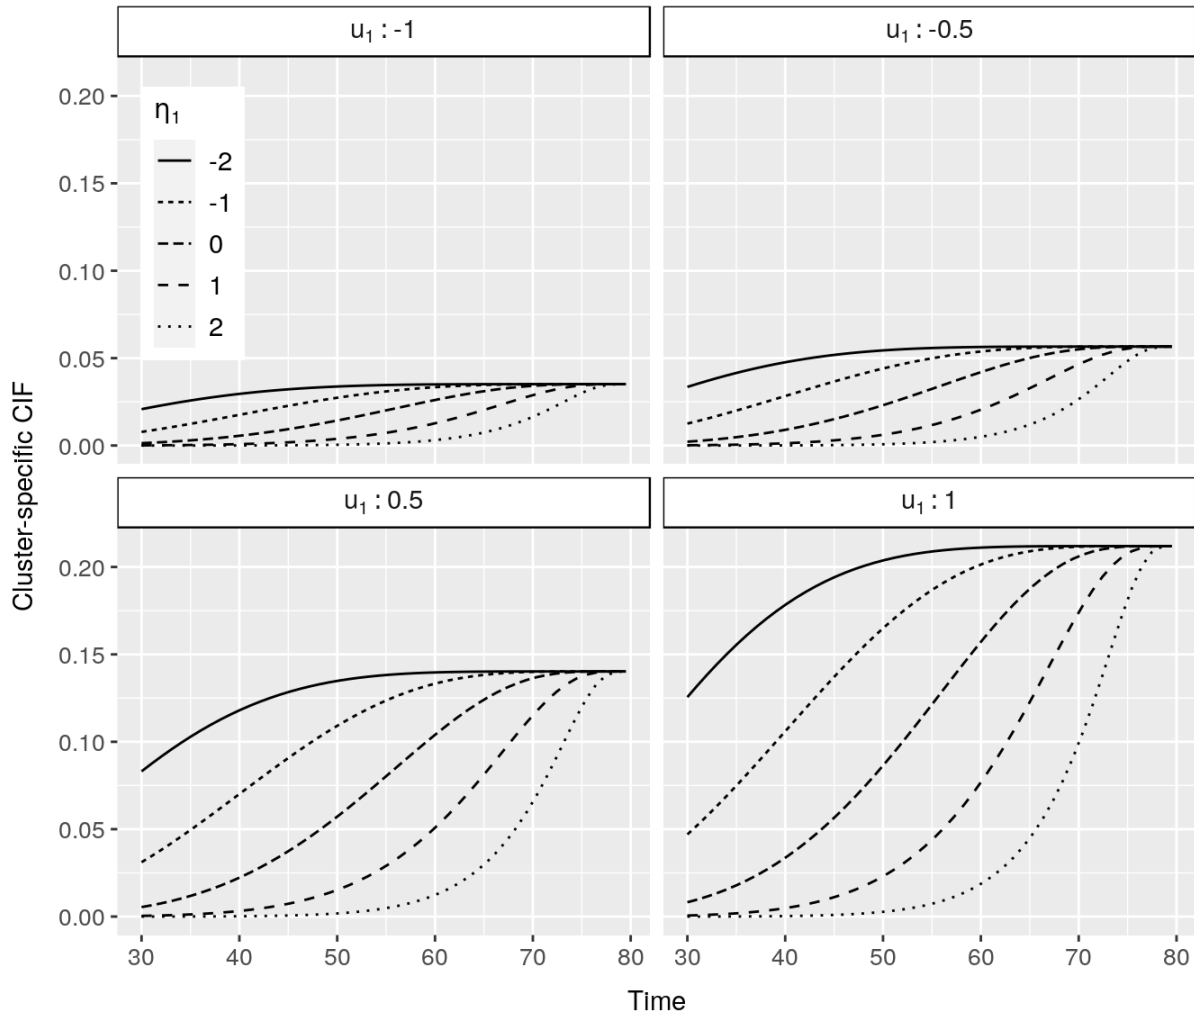 u₁ : -1
u₁ : -0.5
0.20
0.15
0.10
0.05
0.00
η₁
-2
-1
0
1
2
Cluster-specific CIF
u₁ : 0.5
u₁ : 1
0.20
0.15
0.10
0.05
0.00
30 40 50 60 70 80 30 40 50 60 70 80
Time